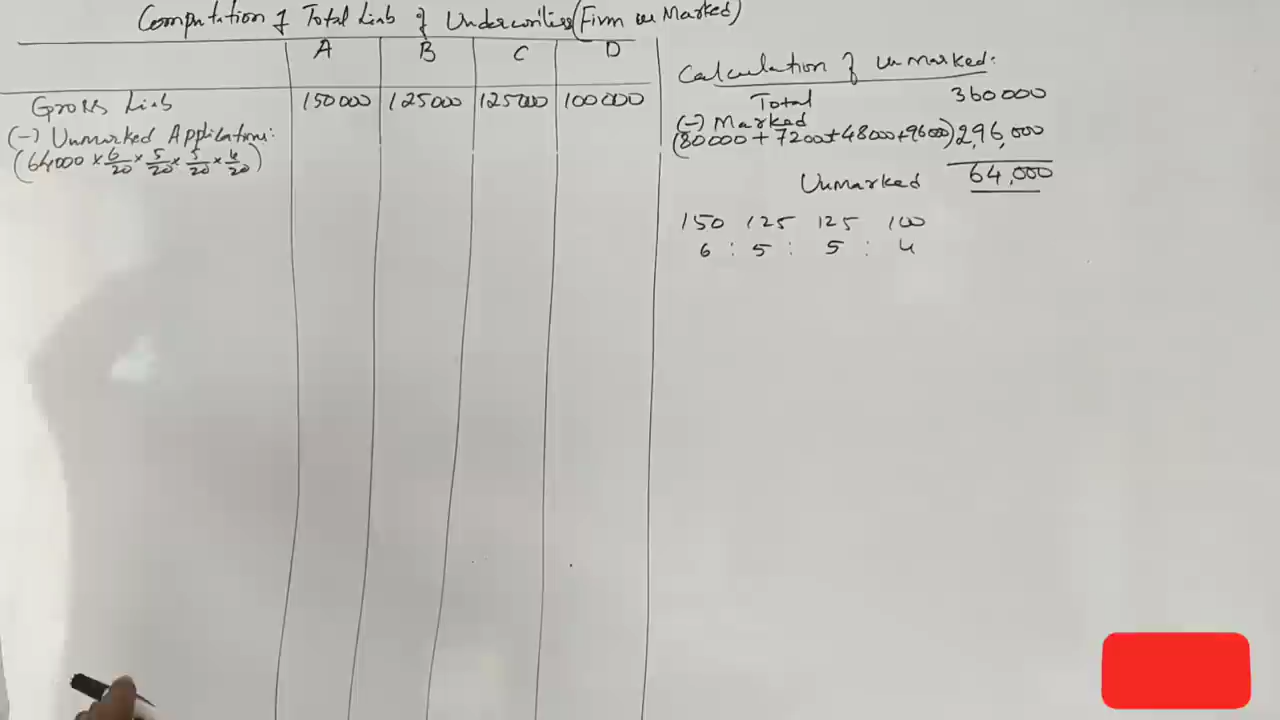 Computation of Total Liab of Underwriters (Firm un Marked)
A B C D
Gross Liab 150000 125000 125000 100000
(-) Unmarked Application:
(64000 × 6/20 × 5/20 × 5/20 × 4/20)
Calculation of unmarked:
Total 360000
(-) Marked
(80000 + 72000 + 48000 + 96000) 2,96,000
Unmarked 64,000
150 125 125 100
6 : 5 : 5 : 4